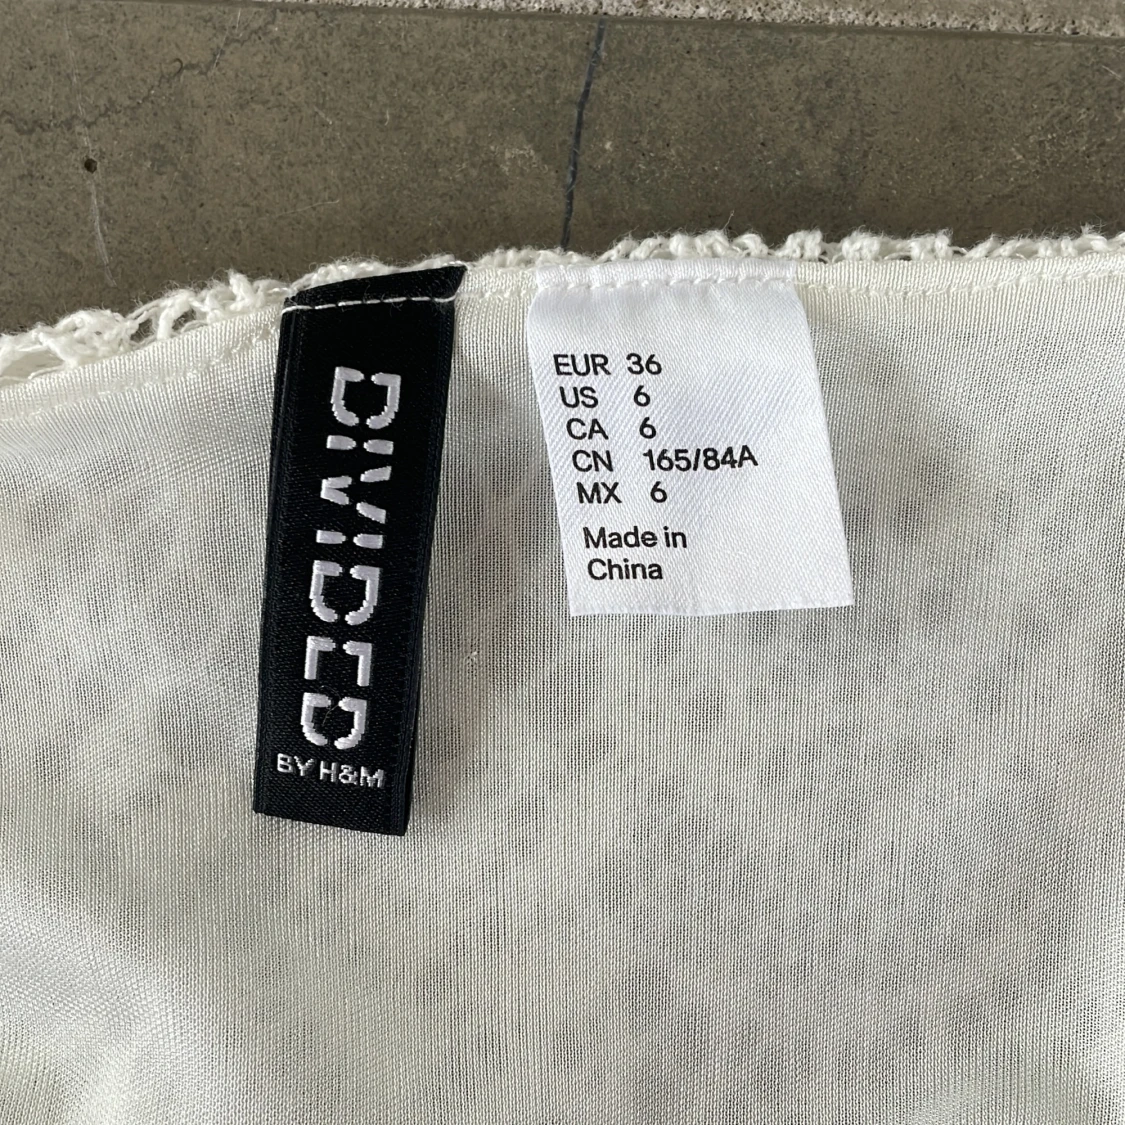 DIVIDED
BY H&M
EUR 36
US 6
CA 6
CN 165/84A
MX 6
Made in
China